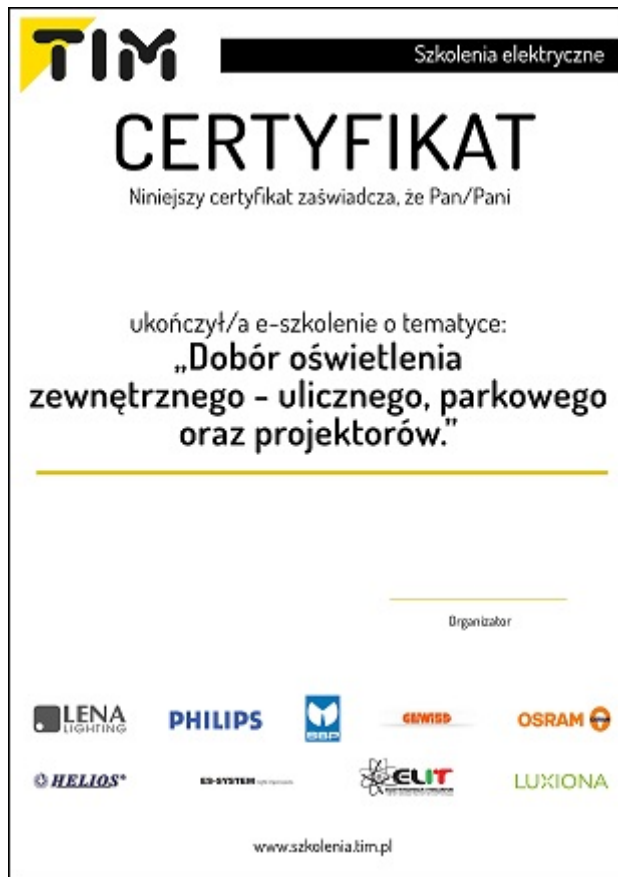 TIM
Szkolenia elektryczne
CERTYFIKAT
Niniejszy certyfikat zaświadcza, że Pan/Pani
ukończył/a e-szkolenie o tematyce:
„Dobór oświetlenia
zewnętrznego - ulicznego, parkowego
oraz projektorów.”
Organizator
LENA
LIGHTING
PHILIPS
SBP
GEWISS
OSRAM
HELIOS®
ES-SYSTEM
ELIT
LUXIONA
www.szkolenia.tim.pl